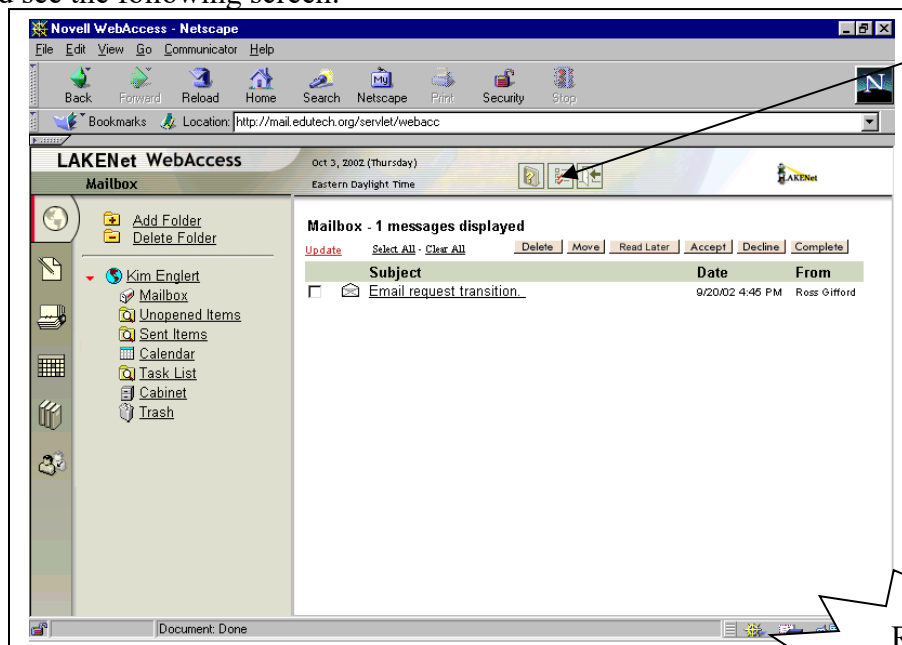 d see the following screen:
Novell WebAccess - Netscape
File Edit View Go Communicator Help
Back Forward Reload Home Search Netscape Print Security Stop
N
Bookmarks Location: http://mail.edutech.org/servlet/webacc
LAKENet WebAccess
Oct 3, 2002 (Thursday)
Mailbox
Eastern Daylight Time
LAKENet
Add Folder
Delete Folder
Kim Englert
Mailbox
Unopened Items
Sent Items
Calendar
Task List
Cabinet
Trash
Mailbox - 1 messages displayed
Update Select All - Clear All Delete Move Read Later Accept Decline Complete
Subject Date From
Email request transition. 9/20/02 4:45 PM Ross Gifford
Document: Done